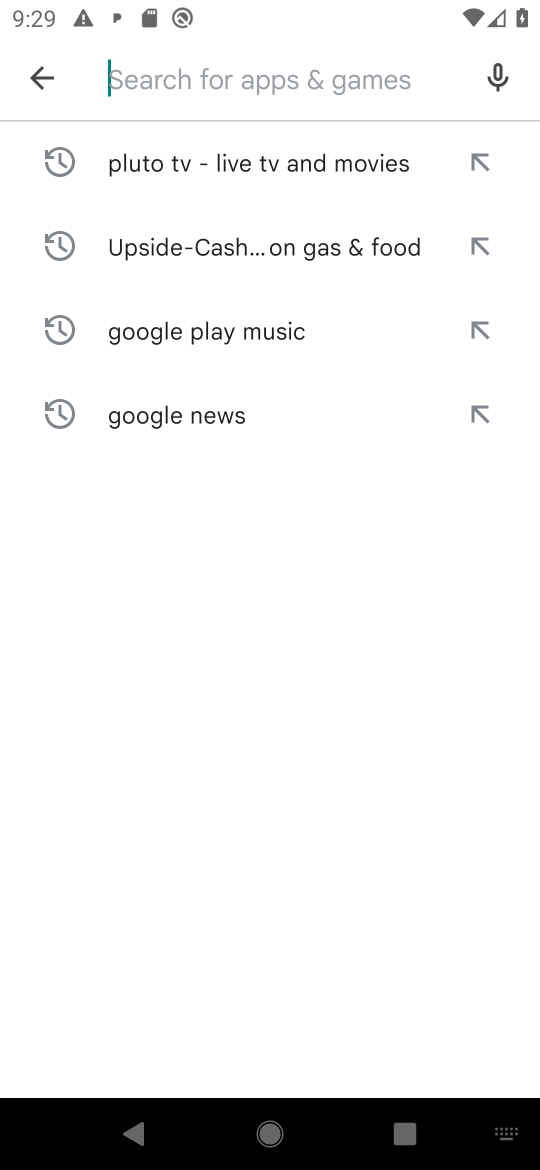 9:29
Search for apps & games
pluto tv - live tv and movies
Upside-Cash...on gas & food
google play music
google news